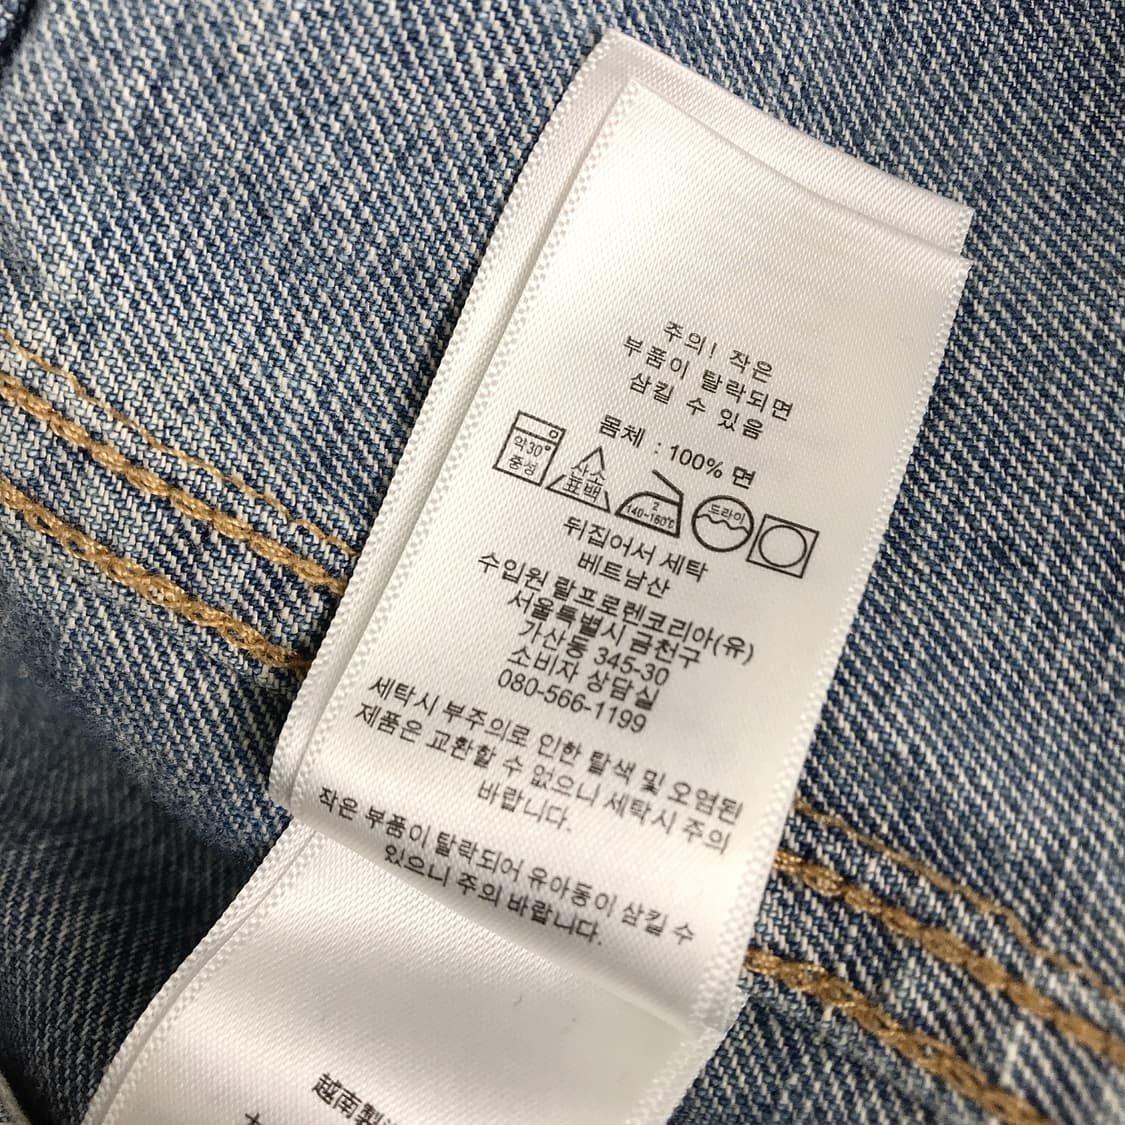 주의! 작은
부품이 탈락되면
삼킬 수 있음
몸체 : 100% 면
약30°
중성
산소
표백
2
140~160℃
드라이
뒤집어서 세탁
베트남산
수입원 랄프로렌코리아(유)
서울특별시 금천구
가산동 345-30
소비자 상담실
080-566-1199
세탁시 부주의로 인한 탈색 및 오염된
제품은 교환할 수 없으니 세탁시 주의
바랍니다.
작은 부품이 탈락되어 유아동이 삼킬 수
있으니 주의 바랍니다.
越南製